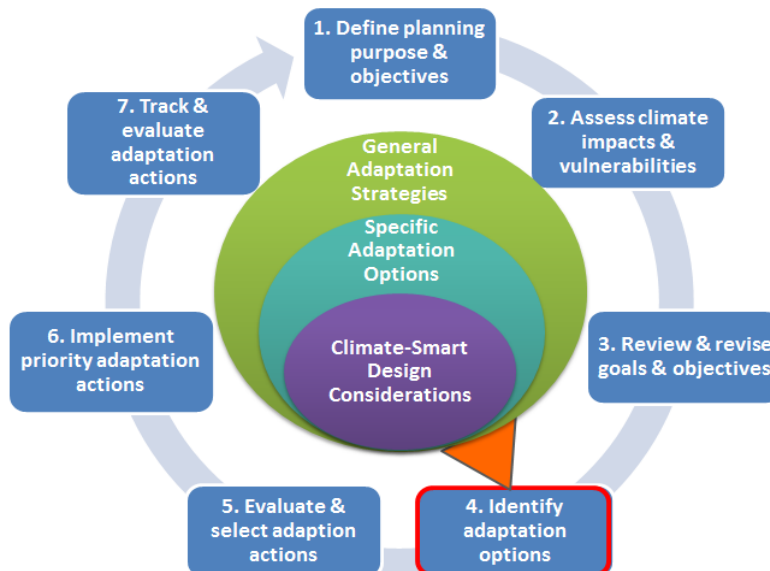 1. Define planning
purpose &
objectives
2. Assess climate
impacts &
vulnerabilities
3. Review & revise
goals & objectives
4. Identify
adaptation
options
5. Evaluate &
select adaption
actions
6. Implement
priority adaptation
actions
7. Track &
evaluate
adaptation
actions
General
Adaptation
Strategies
Specific
Adaptation
Options
Climate-Smart
Design
Considerations